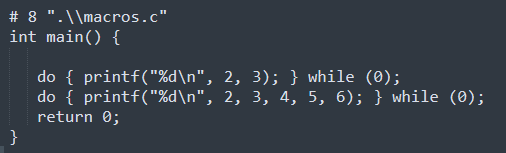 # 8 ".\\macros.c"
int main() {
do { printf("%d\n", 2, 3); } while (0);
do { printf("%d\n", 2, 3, 4, 5, 6); } while (0);
return 0;
}